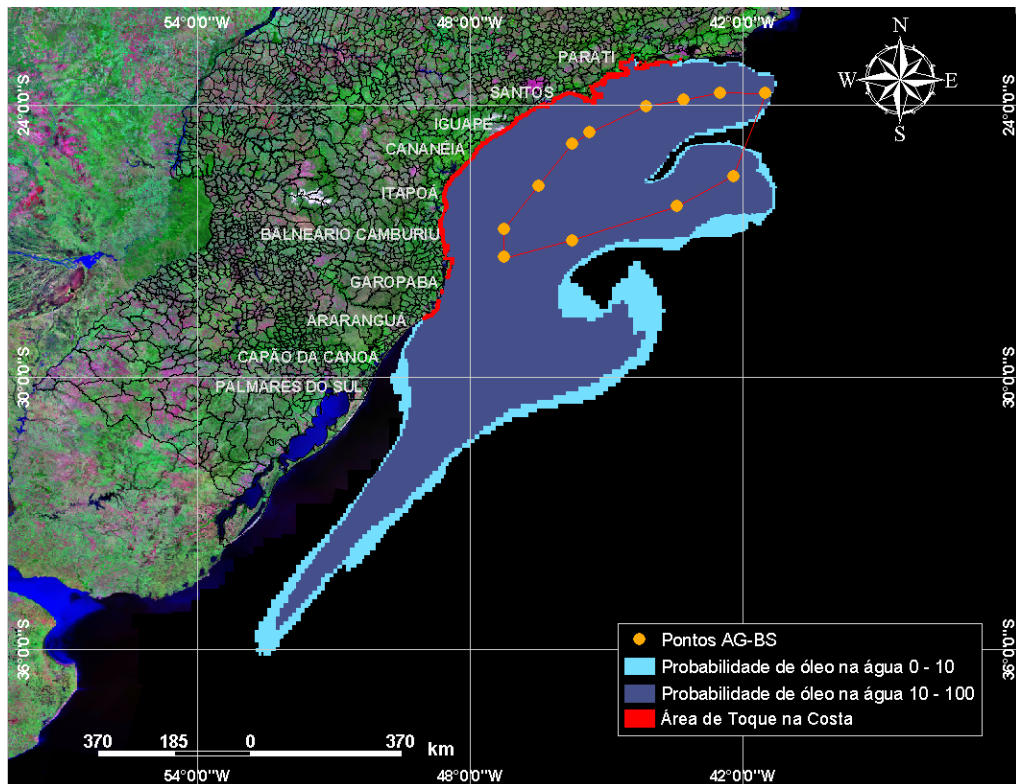 54°0'0"W
48°0'0"W
42°0'0"W
N
W
E
S
PARATI
SANTOS
24°0'0"S
24°0'0"S
IGUAPE
CANANÉIA
ITAPOÁ
BALNEÁRIO CAMBURIU
GAROPABA
ARARANGUÁ
CAPÃO DA CANOA
30°0'0"S
30°0'0"S
PALMARES DO SUL
36°0'0"S
36°0'0"S
Pontos AG-BS
Probabilidade de óleo na água 0 - 10
Probabilidade de óleo na água 10 - 100
Área de Toque na Costa
370
185
0
370
km
54°0'0"W
48°0'0"W
42°0'0"W